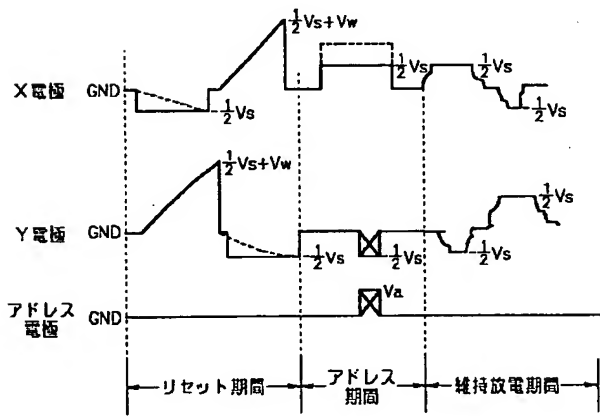 ½Vs+Vw
½Vs
½Vs
X電極 GND
-½Vs
-½Vs
½Vs+Vw
½Vs
Y電極 GND
-½Vs
-½Vs
-½Vs
Va
アドレス
電極
GND
リセット期間
アドレス
期間
維持放電期間